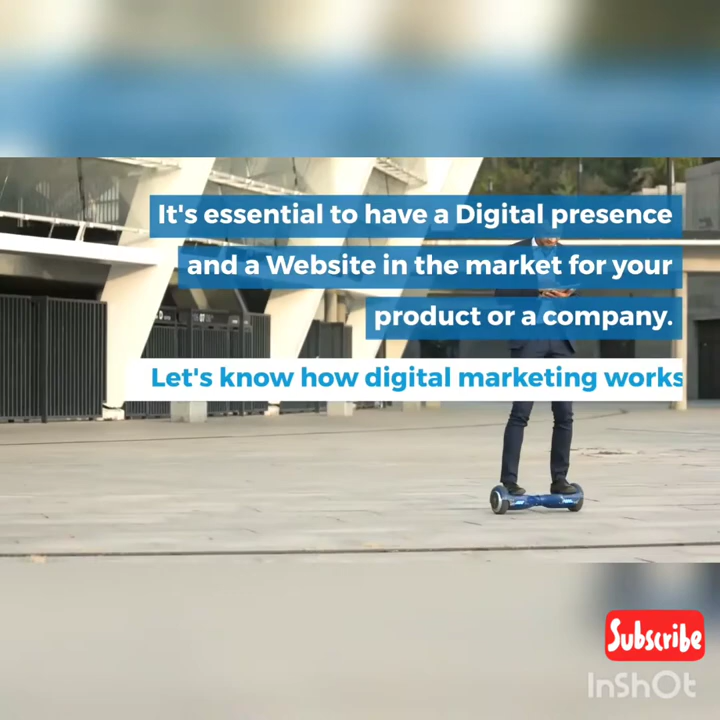 It's essential to have a Digital presence
and a Website in the market for your
product or a company.
Let's know how digital marketing works
Subscribe
InShOt